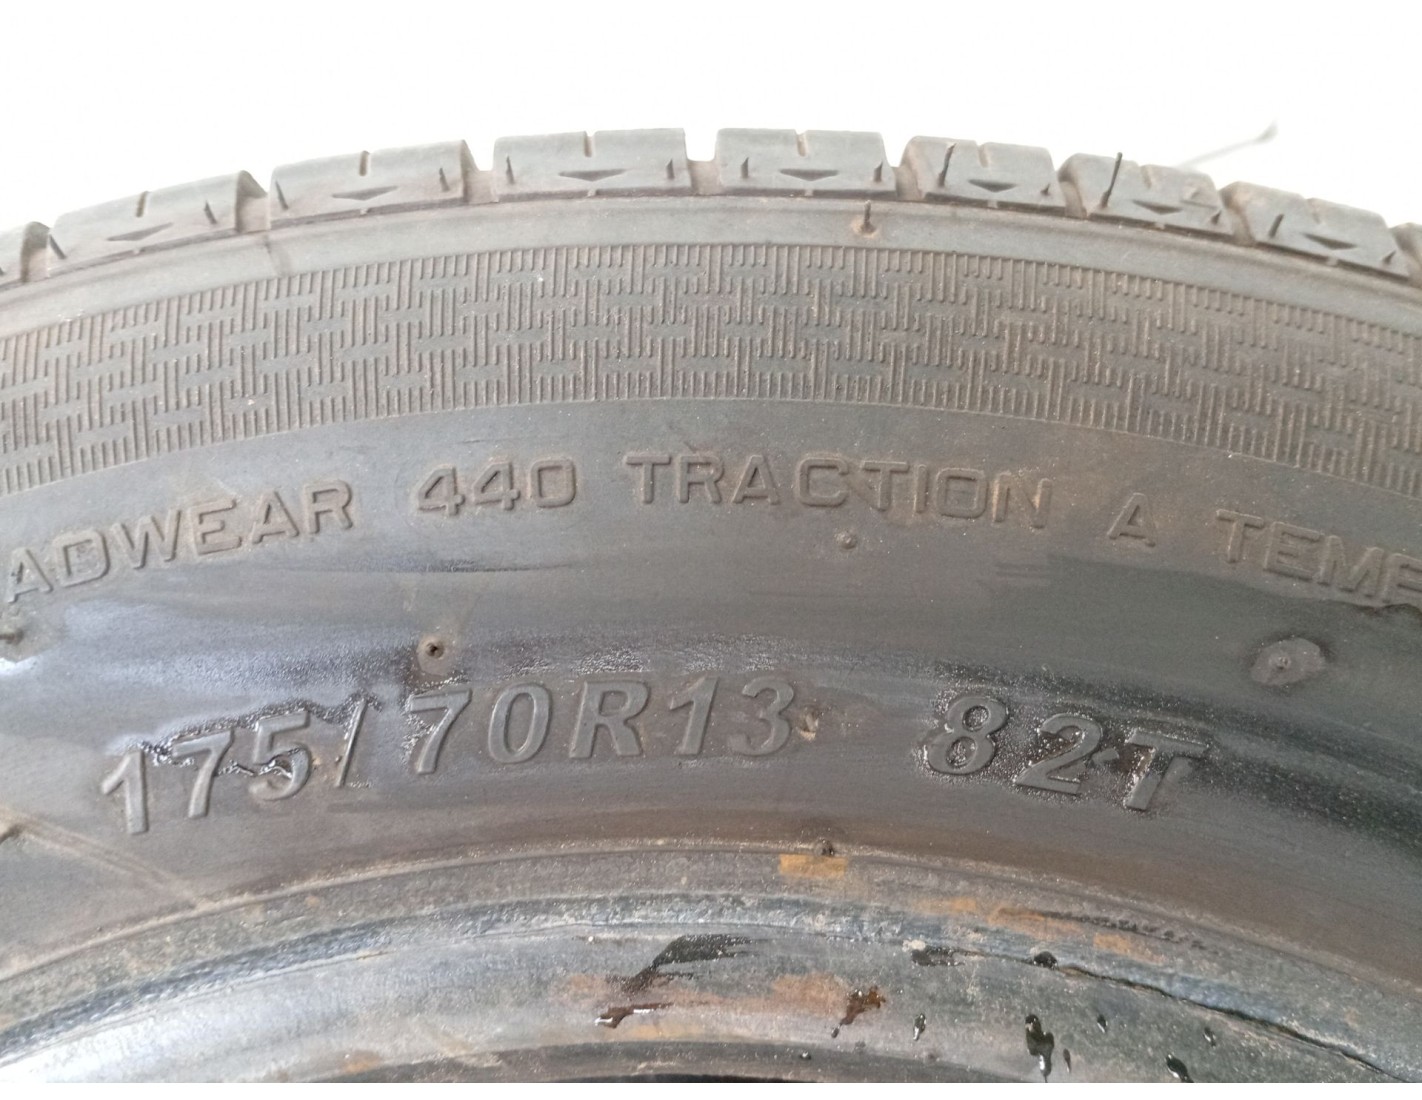 ADWEAR 440 TRACTION A TEMP
175/70R13 82T